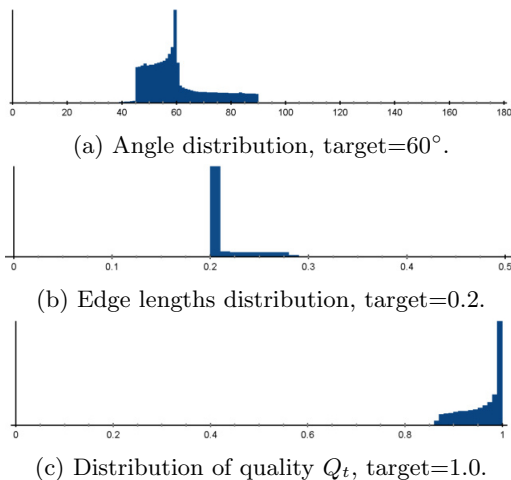 0 20 40 60 80 100 120 140 160 180
(a) Angle distribution, target=60°.
0 0.1 0.2 0.3 0.4 0.5
(b) Edge lengths distribution, target=0.2.
0 0.2 0.4 0.6 0.8 1
(c) Distribution of quality Qt, target=1.0.